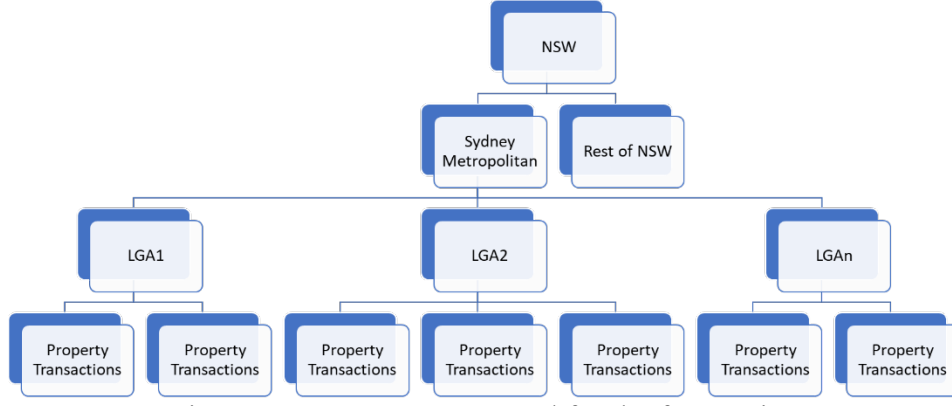 NSW
Sydney
Metropolitan
Rest of NSW
LGA1
LGA2
LGAn
Property
Transactions
Property
Transactions
Property
Transactions
Property
Transactions
Property
Transactions
Property
Transactions
Property
Transactions